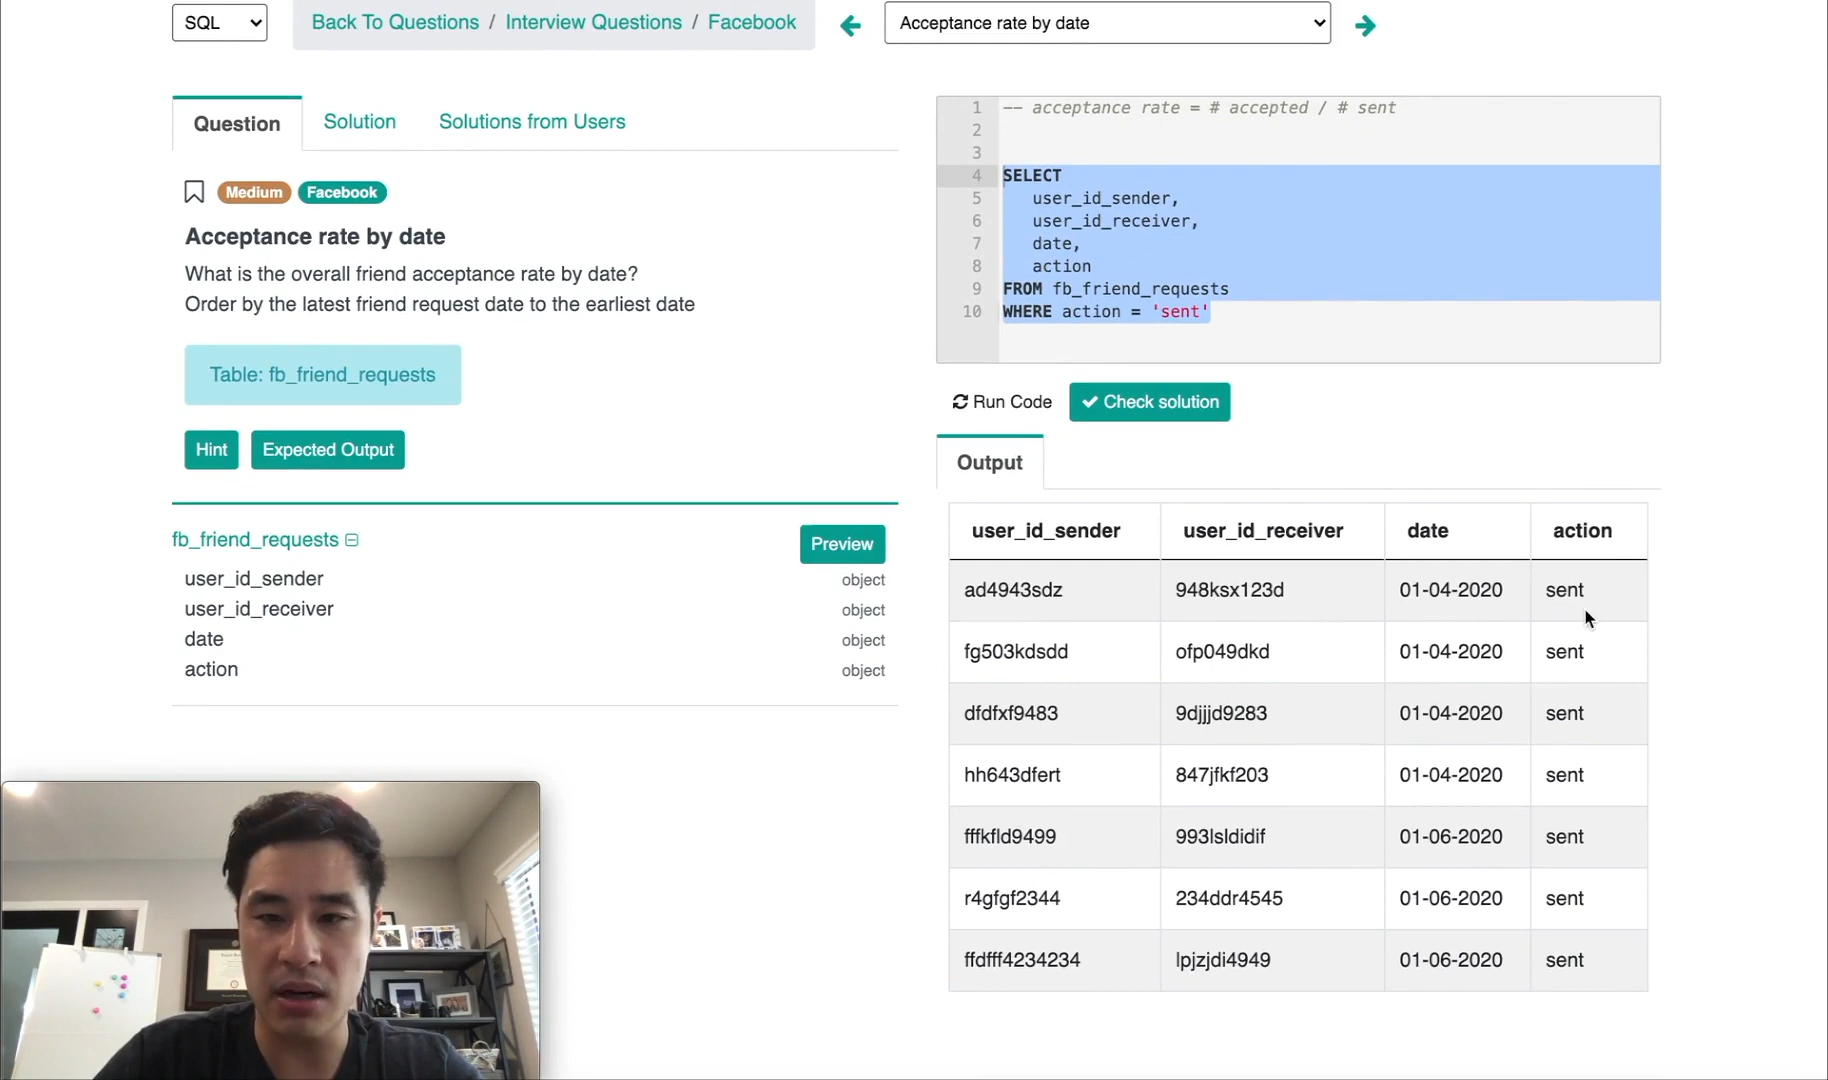 SQL
Back To Questions / Interview Questions / Facebook
Acceptance rate by date
Question
Solution
Solutions from Users
Medium
Facebook
Acceptance rate by date
What is the overall friend acceptance rate by date?
Order by the latest friend request date to the earliest date
Table: fb_friend_requests
Hint
Expected Output
fb_friend_requests
Preview
user_id_sender object
user_id_receiver object
date object
action object
1 -- acceptance rate = # accepted / # sent
2
3
4 SELECT
5 user_id_sender,
6 user_id_receiver,
7 date,
8 action
9 FROM fb_friend_requests
10 WHERE action = 'sent'
Run Code
Check solution
Output
user_id_sender user_id_receiver date action
ad4943sdz 948ksx123d 01-04-2020 sent
fg503kdsdd ofp049dkd 01-04-2020 sent
dfdfxf9483 9djjjd9283 01-04-2020 sent
hh643dfert 847jfkf203 01-04-2020 sent
fffkfld9499 993lsldidif 01-06-2020 sent
r4gfgf2344 234ddr4545 01-06-2020 sent
ffdfff4234234 lpjzjdi4949 01-06-2020 sent